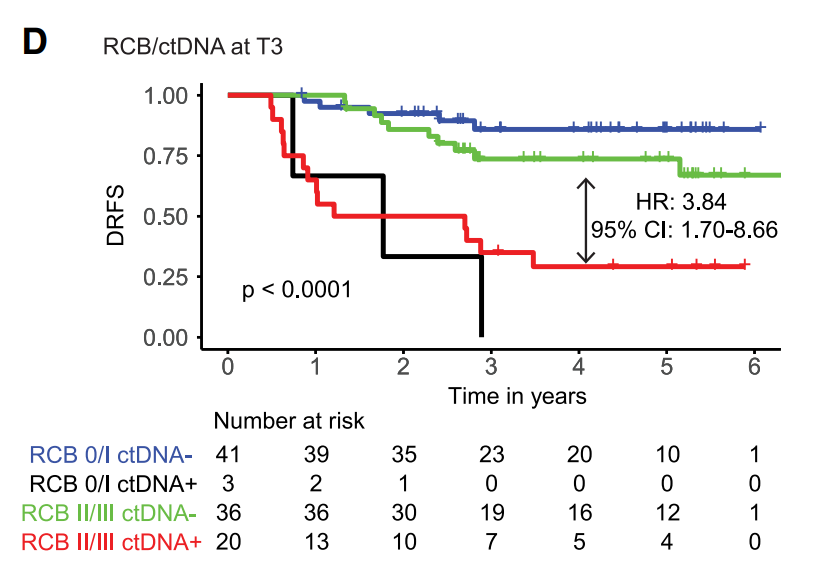 D
RCB/ctDNA at T3
DRFS
1.00
0.75
0.50
0.25
0.00
HR: 3.84
95% CI: 1.70-8.66
p < 0.0001
0 1 2 3 4 5 6
Time in years
Number at risk
RCB 0/I ctDNA- 41 39 35 23 20 10 1
RCB 0/I ctDNA+ 3 2 1 0 0 0 0
RCB II/III ctDNA- 36 36 30 19 16 12 1
RCB II/III ctDNA+ 20 13 10 7 5 4 0